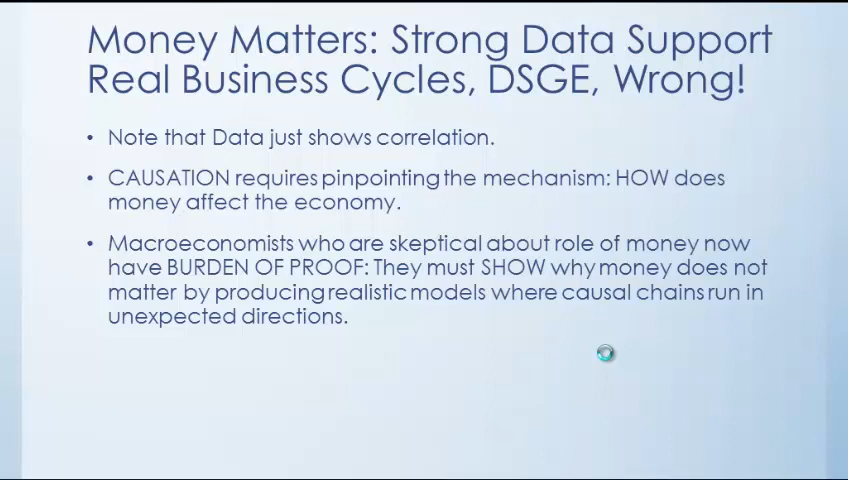 Money Matters: Strong Data Support
Real Business Cycles, DSGE, Wrong!
• Note that Data just shows correlation.
• CAUSATION requires pinpointing the mechanism: HOW does
money affect the economy.
• Macroeconomists who are skeptical about role of money now
have BURDEN OF PROOF: They must SHOW why money does not
matter by producing realistic models where causal chains run in
unexpected directions.